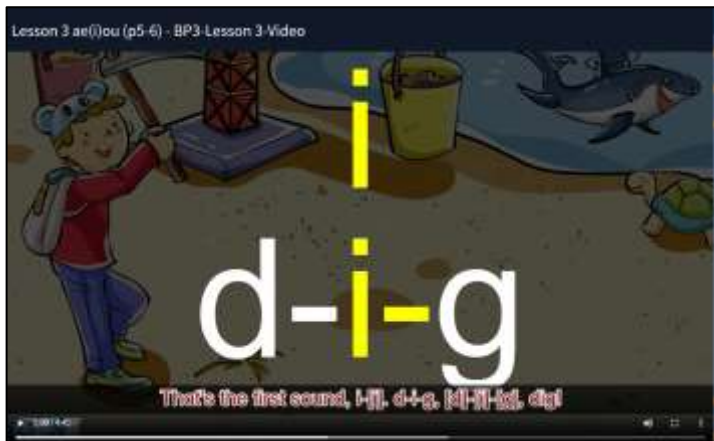 Lesson 3 ae(i)ou (p5-6) - BP3-Lesson 3-Video
i
d-i-g
That's the first sound, i-[i]. d-i-g, [d]-[i]-[g], dig!